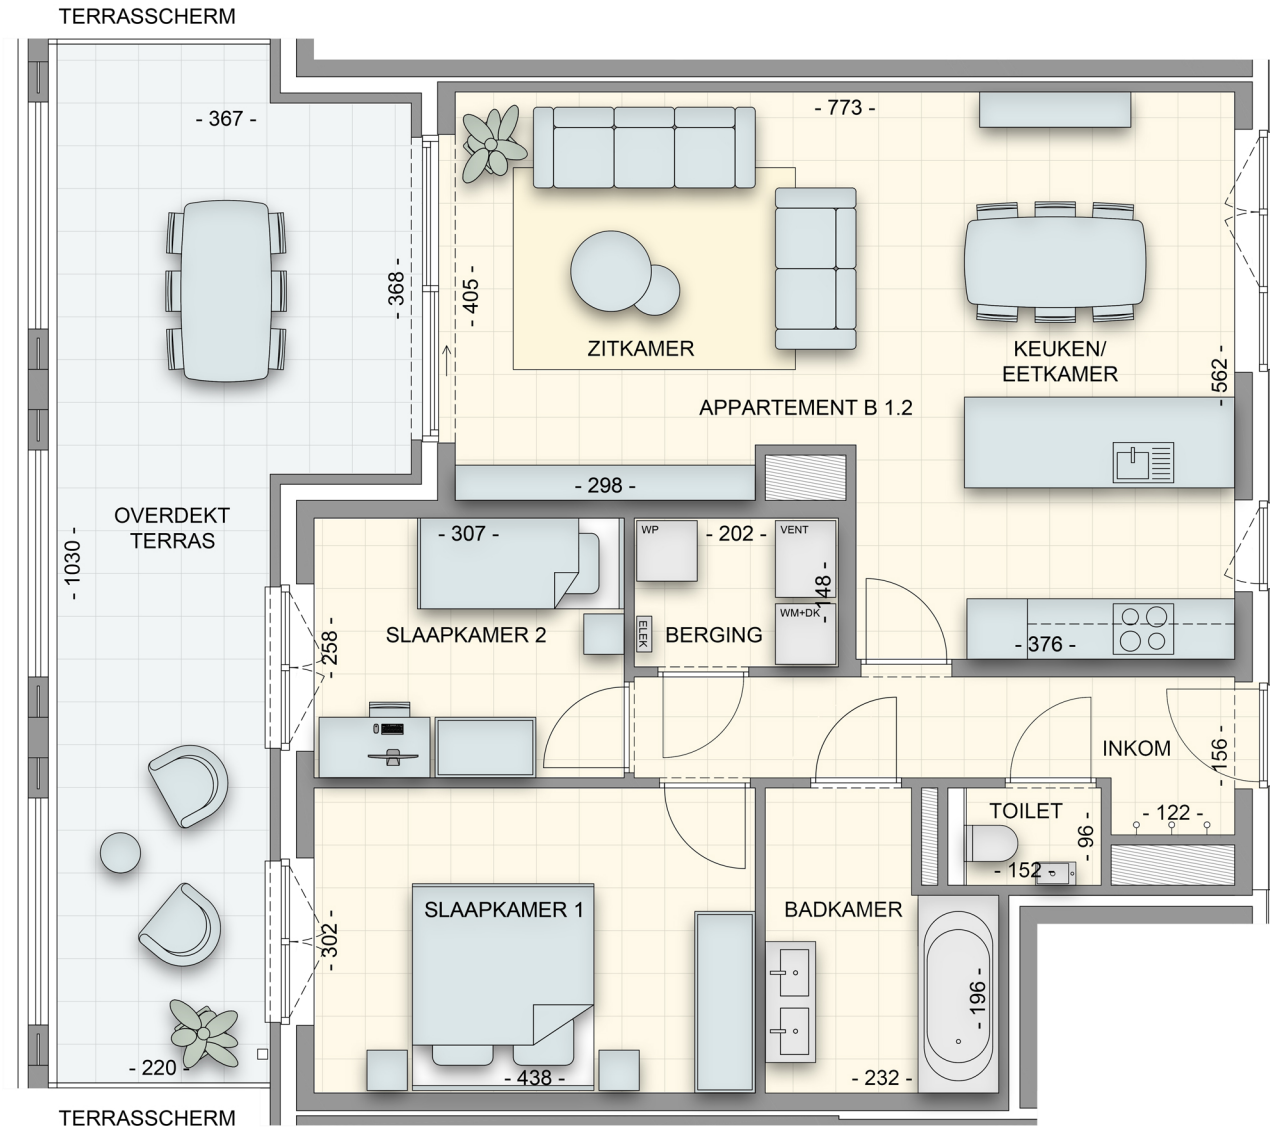 TERRASSCHERM
- 367 -
- 773 -
- 368 -
- 405 -
ZITKAMER
KEUKEN/
EETKAMER
- 562 -
APPARTEMENT B 1.2
- 298 -
OVERDEKT
TERRAS
- 1030 -
- 307 -
WP
- 202 -
VENT
- 148 -
WM+DK
ELEK
BERGING
SLAAPKAMER 2
- 258 -
- 376 -
INKOM
- 156 -
- 122 -
TOILET
- 96 -
- 152 -
SLAAPKAMER 1
- 302 -
BADKAMER
- 196 -
- 220 -
- 438 -
- 232 -
TERRASSCHERM